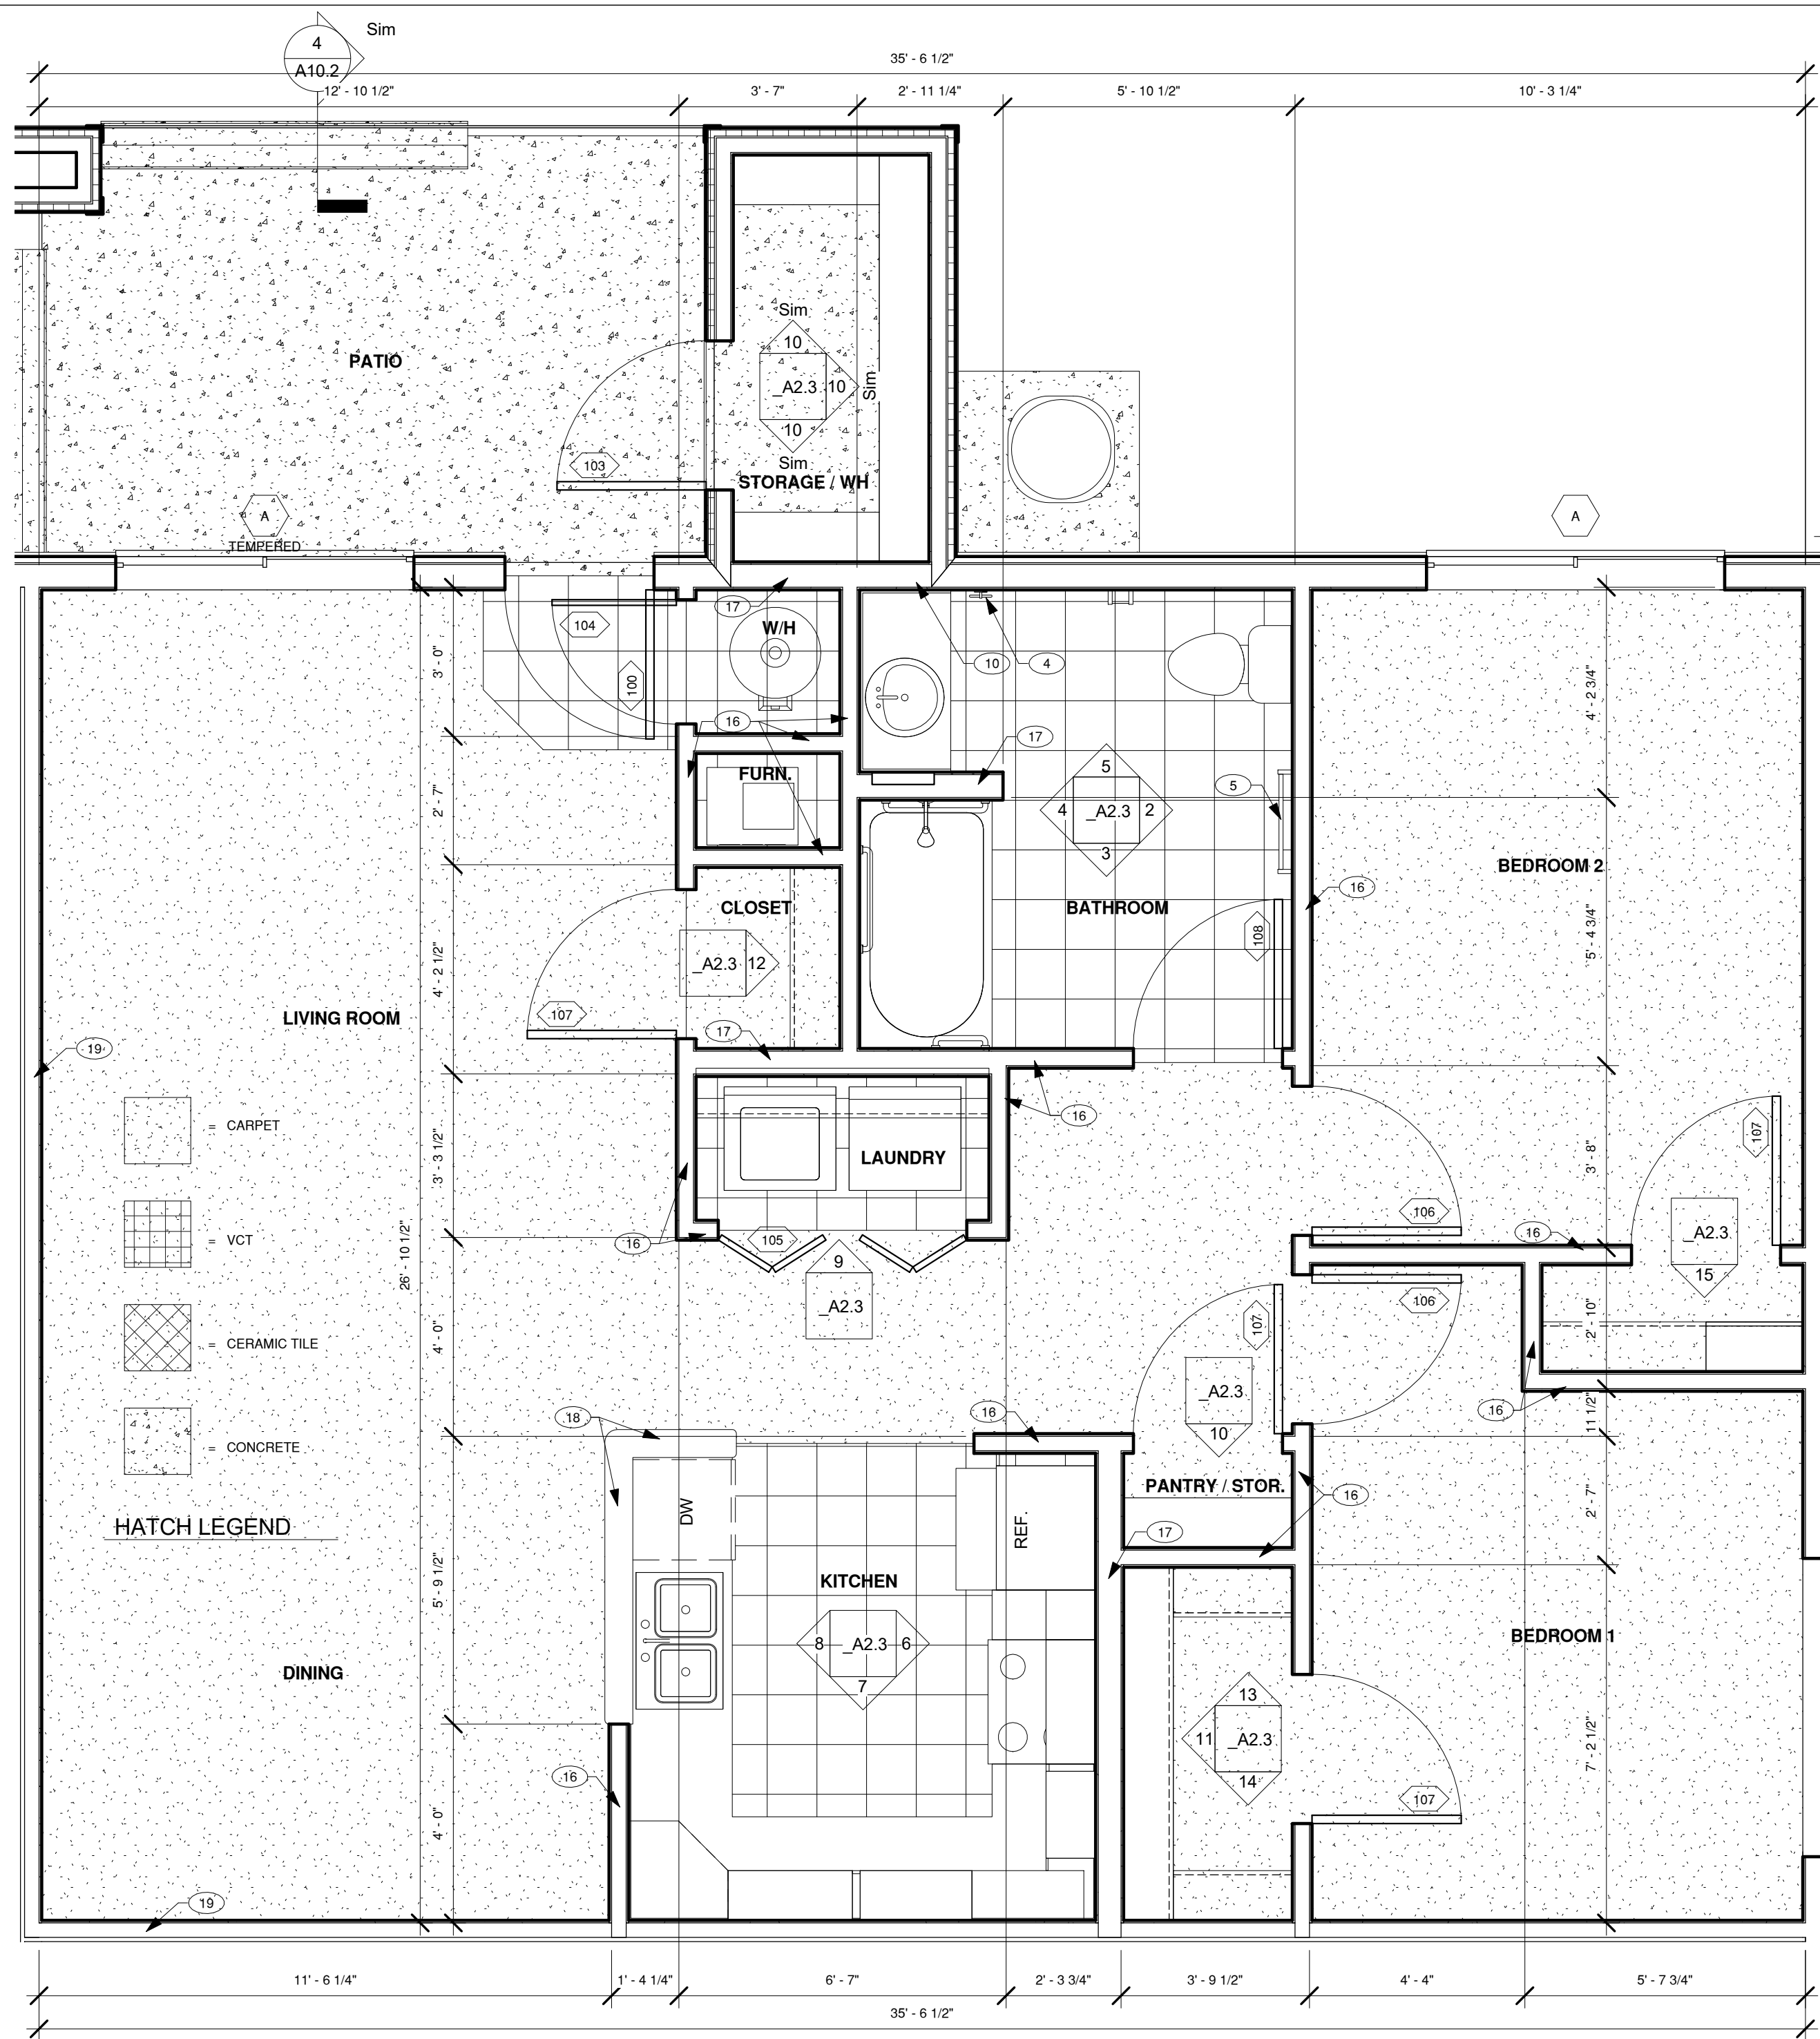 Sim
4
A10.2
35' - 6 1/2"
12' - 10 1/2"
3' - 7"
2' - 11 1/4"
5' - 10 1/2"
10' - 3 1/4"
Sim
10
_A2.3 10
Sim
10
Sim
PATIO
103
STORAGE / WH
A
TEMPERED
A
17
W/H
104
100
3' - 0"
10
4
4' - 2 3/4"
16
17
FURN.
2' - 7"
5
4 _A2.3 2
3
5
BEDROOM 2
16
CLOSET
BATHROOM
108
_A2.3 12
4' - 2 1/2"
5' - 4 3/4"
LIVING ROOM
107
17
19
16
= CARPET
107
3' - 3 1/2"
LAUNDRY
3' - 8"
106
= VCT
16
105
16
_A2.3
15
26' - 10 1/2"
9
_A2.3
106
107
2' - 10"
= CERAMIC TILE
4' - 0"
_A2.3
10
18
16
16
11 1/2"
= CONCRETE
PANTRY / STOR.
16
2' - 7"
DW
REF.
HATCH LEGEND
17
5' - 9 1/2"
KITCHEN
8 _A2.3 6
7
BEDROOM 1
DINING
13
11 _A2.3
14
7' - 2 1/2"
16
107
4' - 0"
19
11' - 6 1/4"
1' - 4 1/4"
6' - 7"
2' - 3 3/4"
3' - 9 1/2"
4' - 4"
5' - 7 3/4"
35' - 6 1/2"